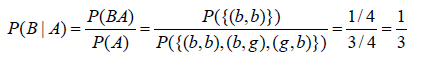 P(B | A) = P(BA) / P(A) = P({(b,b)}) / P({(b,b),(b,g),(g,b)}) = 1/4 / 3/4 = 1 / 3